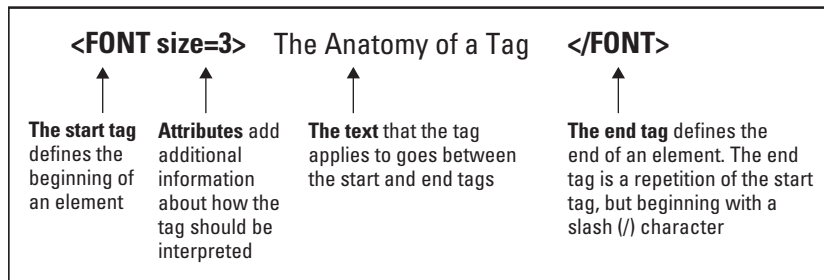 <FONT size=3> The Anatomy of a Tag </FONT>
The start tag
defines the
beginning of
an element
Attributes add
additional
information
about how the
tag should be
interpreted
The text that the tag
applies to goes between
the start and end tags
The end tag defines the
end of an element. The end
tag is a repetition of the start
tag, but beginning with a
slash (/) character